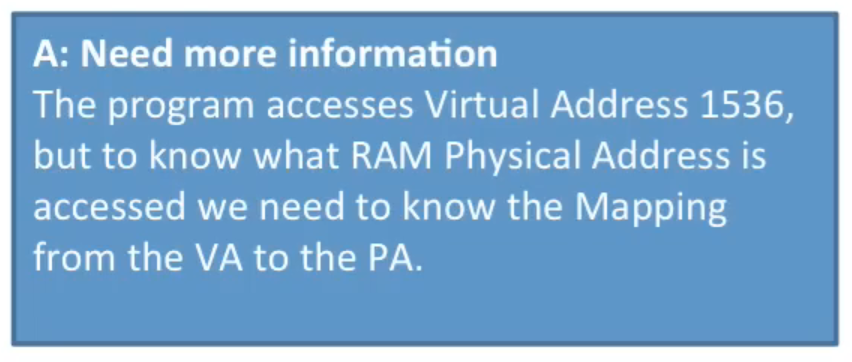 A: Need more information
The program accesses Virtual Address 1536,
but to know what RAM Physical Address is
accessed we need to know the Mapping
from the VA to the PA.